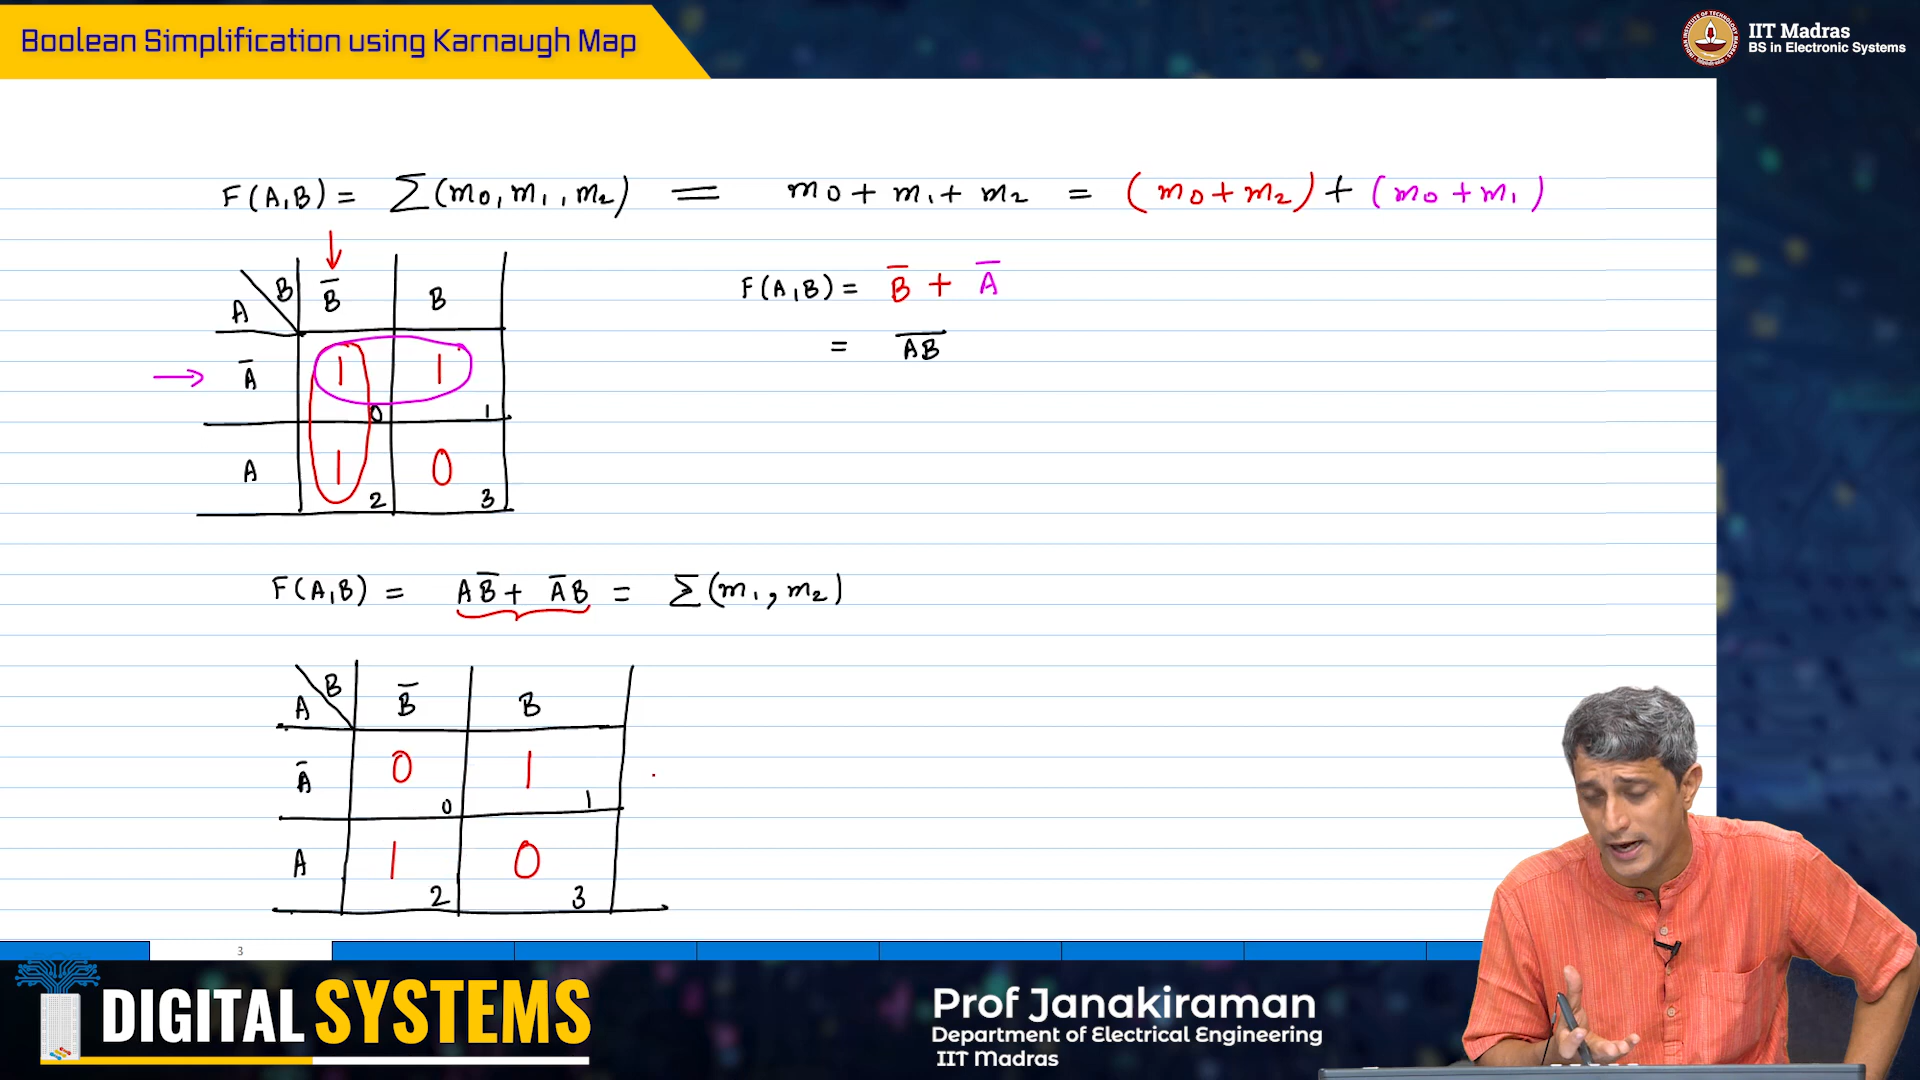 Boolean Simplification using Karnaugh Map
IIT Madras
BS in Electronic Systems
F(A,B) = Σ(m₀, m₁, m₂) = m₀ + m₁ + m₂ = (m₀ + m₂) + (m₀ + m₁)
A B B̅ B
A̅ 1 0 1 1
A 1 2 0 3
F(A,B) = B̅ + A̅
= A̅B̅
F(A,B) = AB̅ + A̅B = Σ(m₁, m₂)
A B B̅ B
A̅ 0 0 1 1
A 1 2 0 3
3
DIGITAL SYSTEMS
Prof Janakiraman
Department of Electrical Engineering
IIT Madras